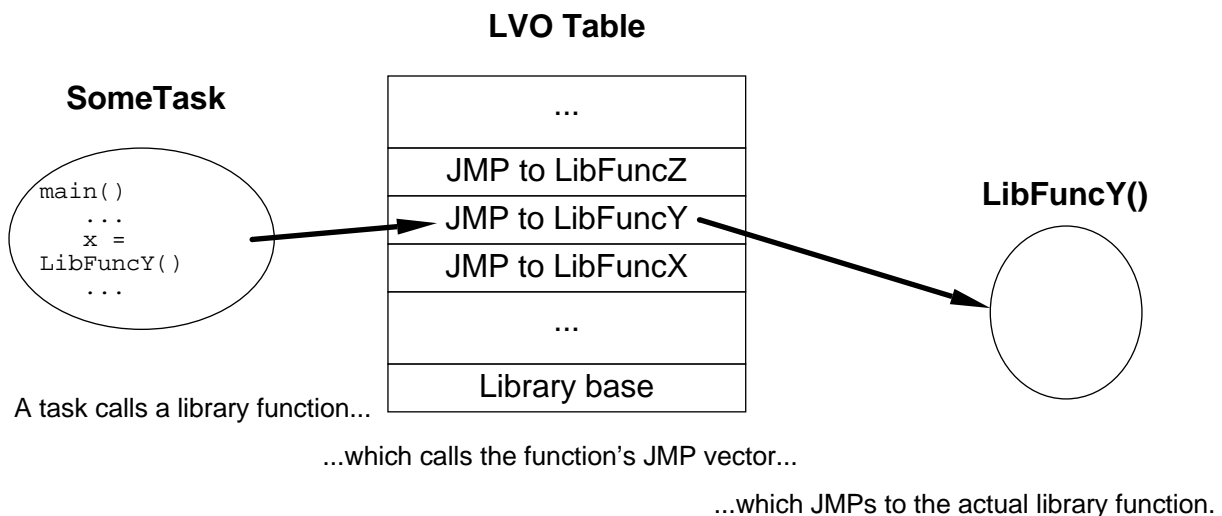 LVO Table
SomeTask
main()
...
x =
LibFuncY()
...
...
JMP to LibFuncZ
JMP to LibFuncY
JMP to LibFuncX
...
Library base
LibFuncY()
A task calls a library function...
...which calls the function's JMP vector...
...which JMPs to the actual library function.